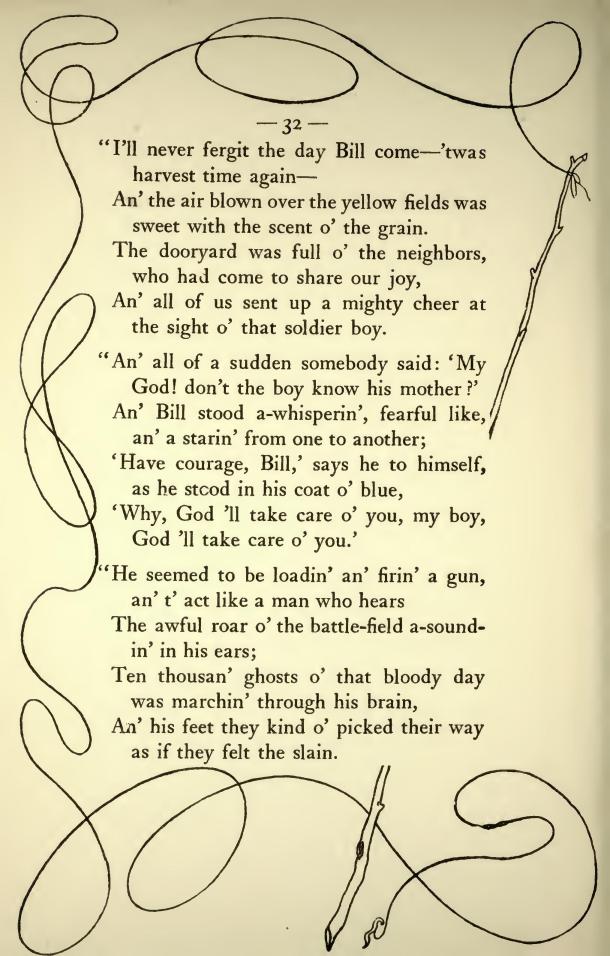 — 32 —
“I’ll never fergit the day Bill come—’twas
harvest time again—
An’ the air blown over the yellow fields was
sweet with the scent o’ the grain.
The dooryard was full o’ the neighbors,
who had come to share our joy,
An’ all of us sent up a mighty cheer at
the sight o’ that soldier boy.
“An’ all of a sudden somebody said: ‘My
God! don’t the boy know his mother?’
An’ Bill stood a-whisperin’, fearful like,
an’ a starin’ from one to another;
‘Have courage, Bill,’ says he to himself,
as he stood in his coat o’ blue,
‘Why, God ’ll take care o’ you, my boy,
God ’ll take care o’ you.’
“He seemed to be loadin’ an’ firin’ a gun,
an’ t’ act like a man who hears
The awful roar o’ the battle-field a-sound-
in’ in his ears;
Ten thousan’ ghosts o’ that bloody day
was marchin’ through his brain,
An’ his feet they kind o’ picked their way
as if they felt the slain.